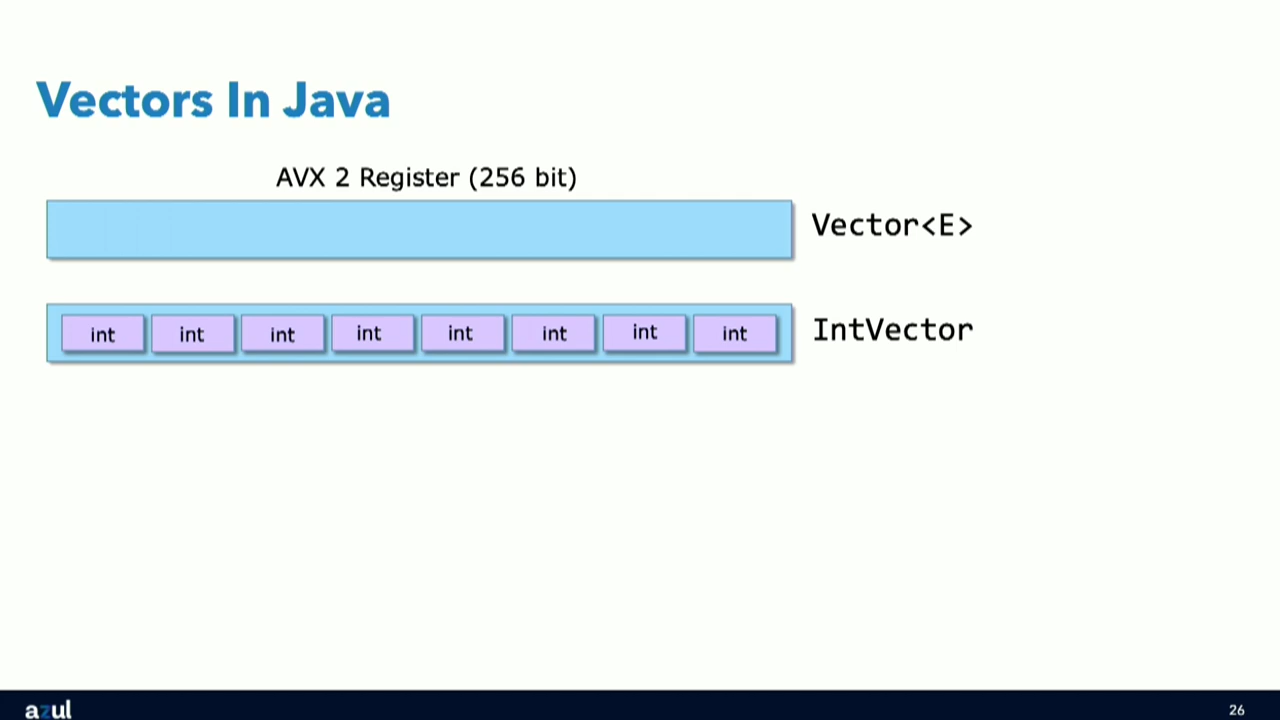 Vectors In Java
AVX 2 Register (256 bit)
Vector<E>
int int int int int int int int
IntVector
azul
26